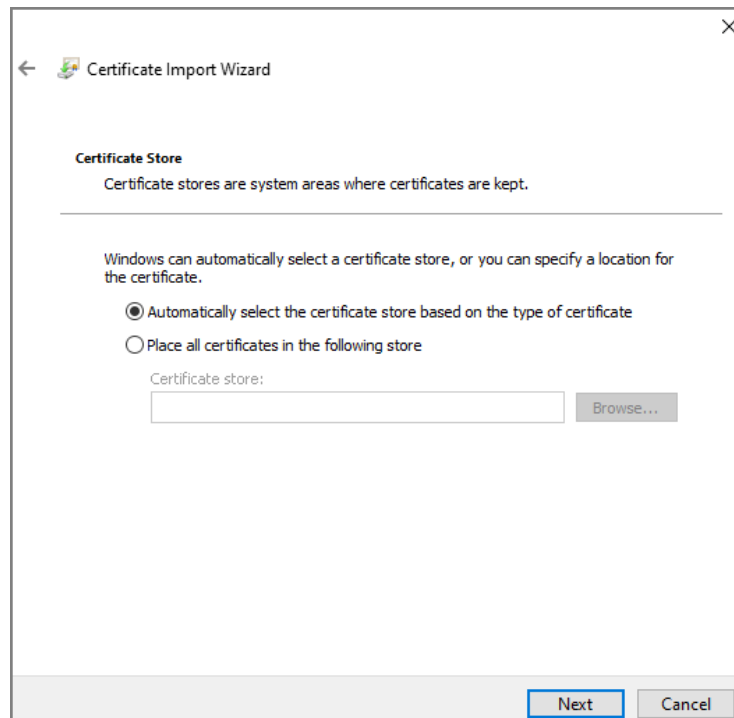 Certificate Import Wizard
Certificate Store
Certificate stores are system areas where certificates are kept.
Windows can automatically select a certificate store, or you can specify a location for
the certificate.
Automatically select the certificate store based on the type of certificate
Place all certificates in the following store
Certificate store:
Browse...
Next
Cancel